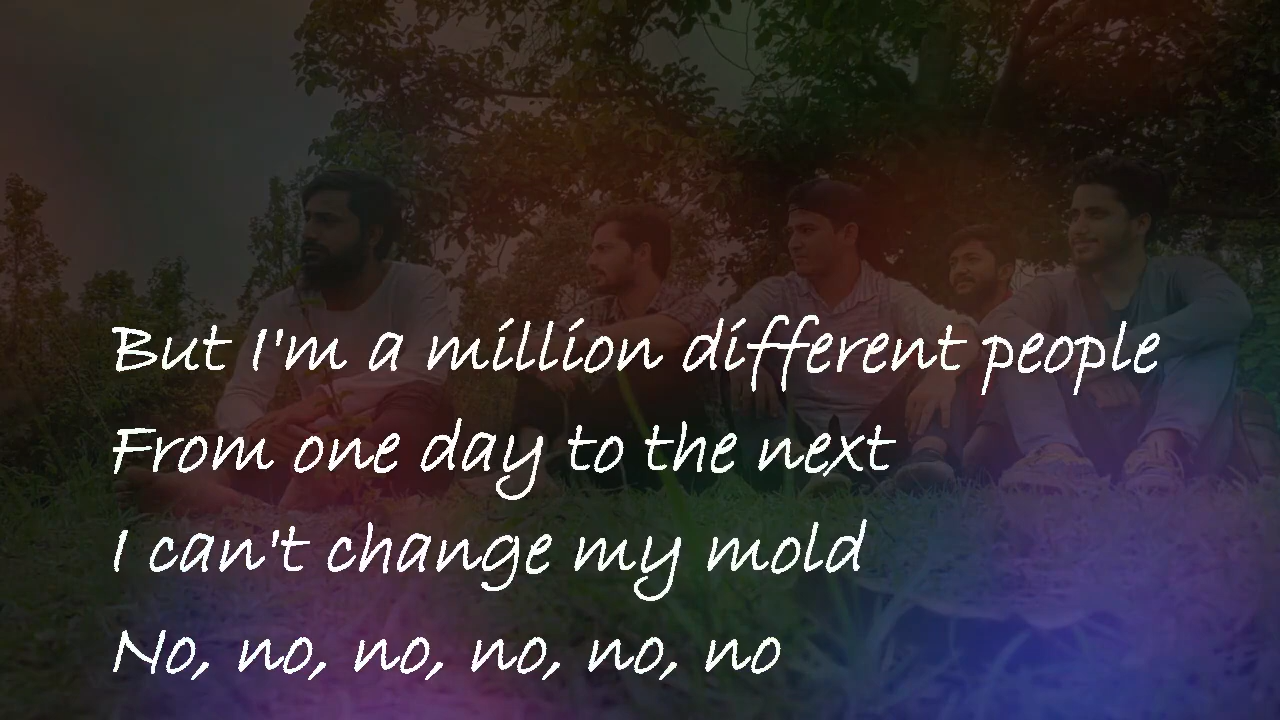 But I'm a million different people
From one day to the next
I can't change my mold
No, no, no, no, no, no